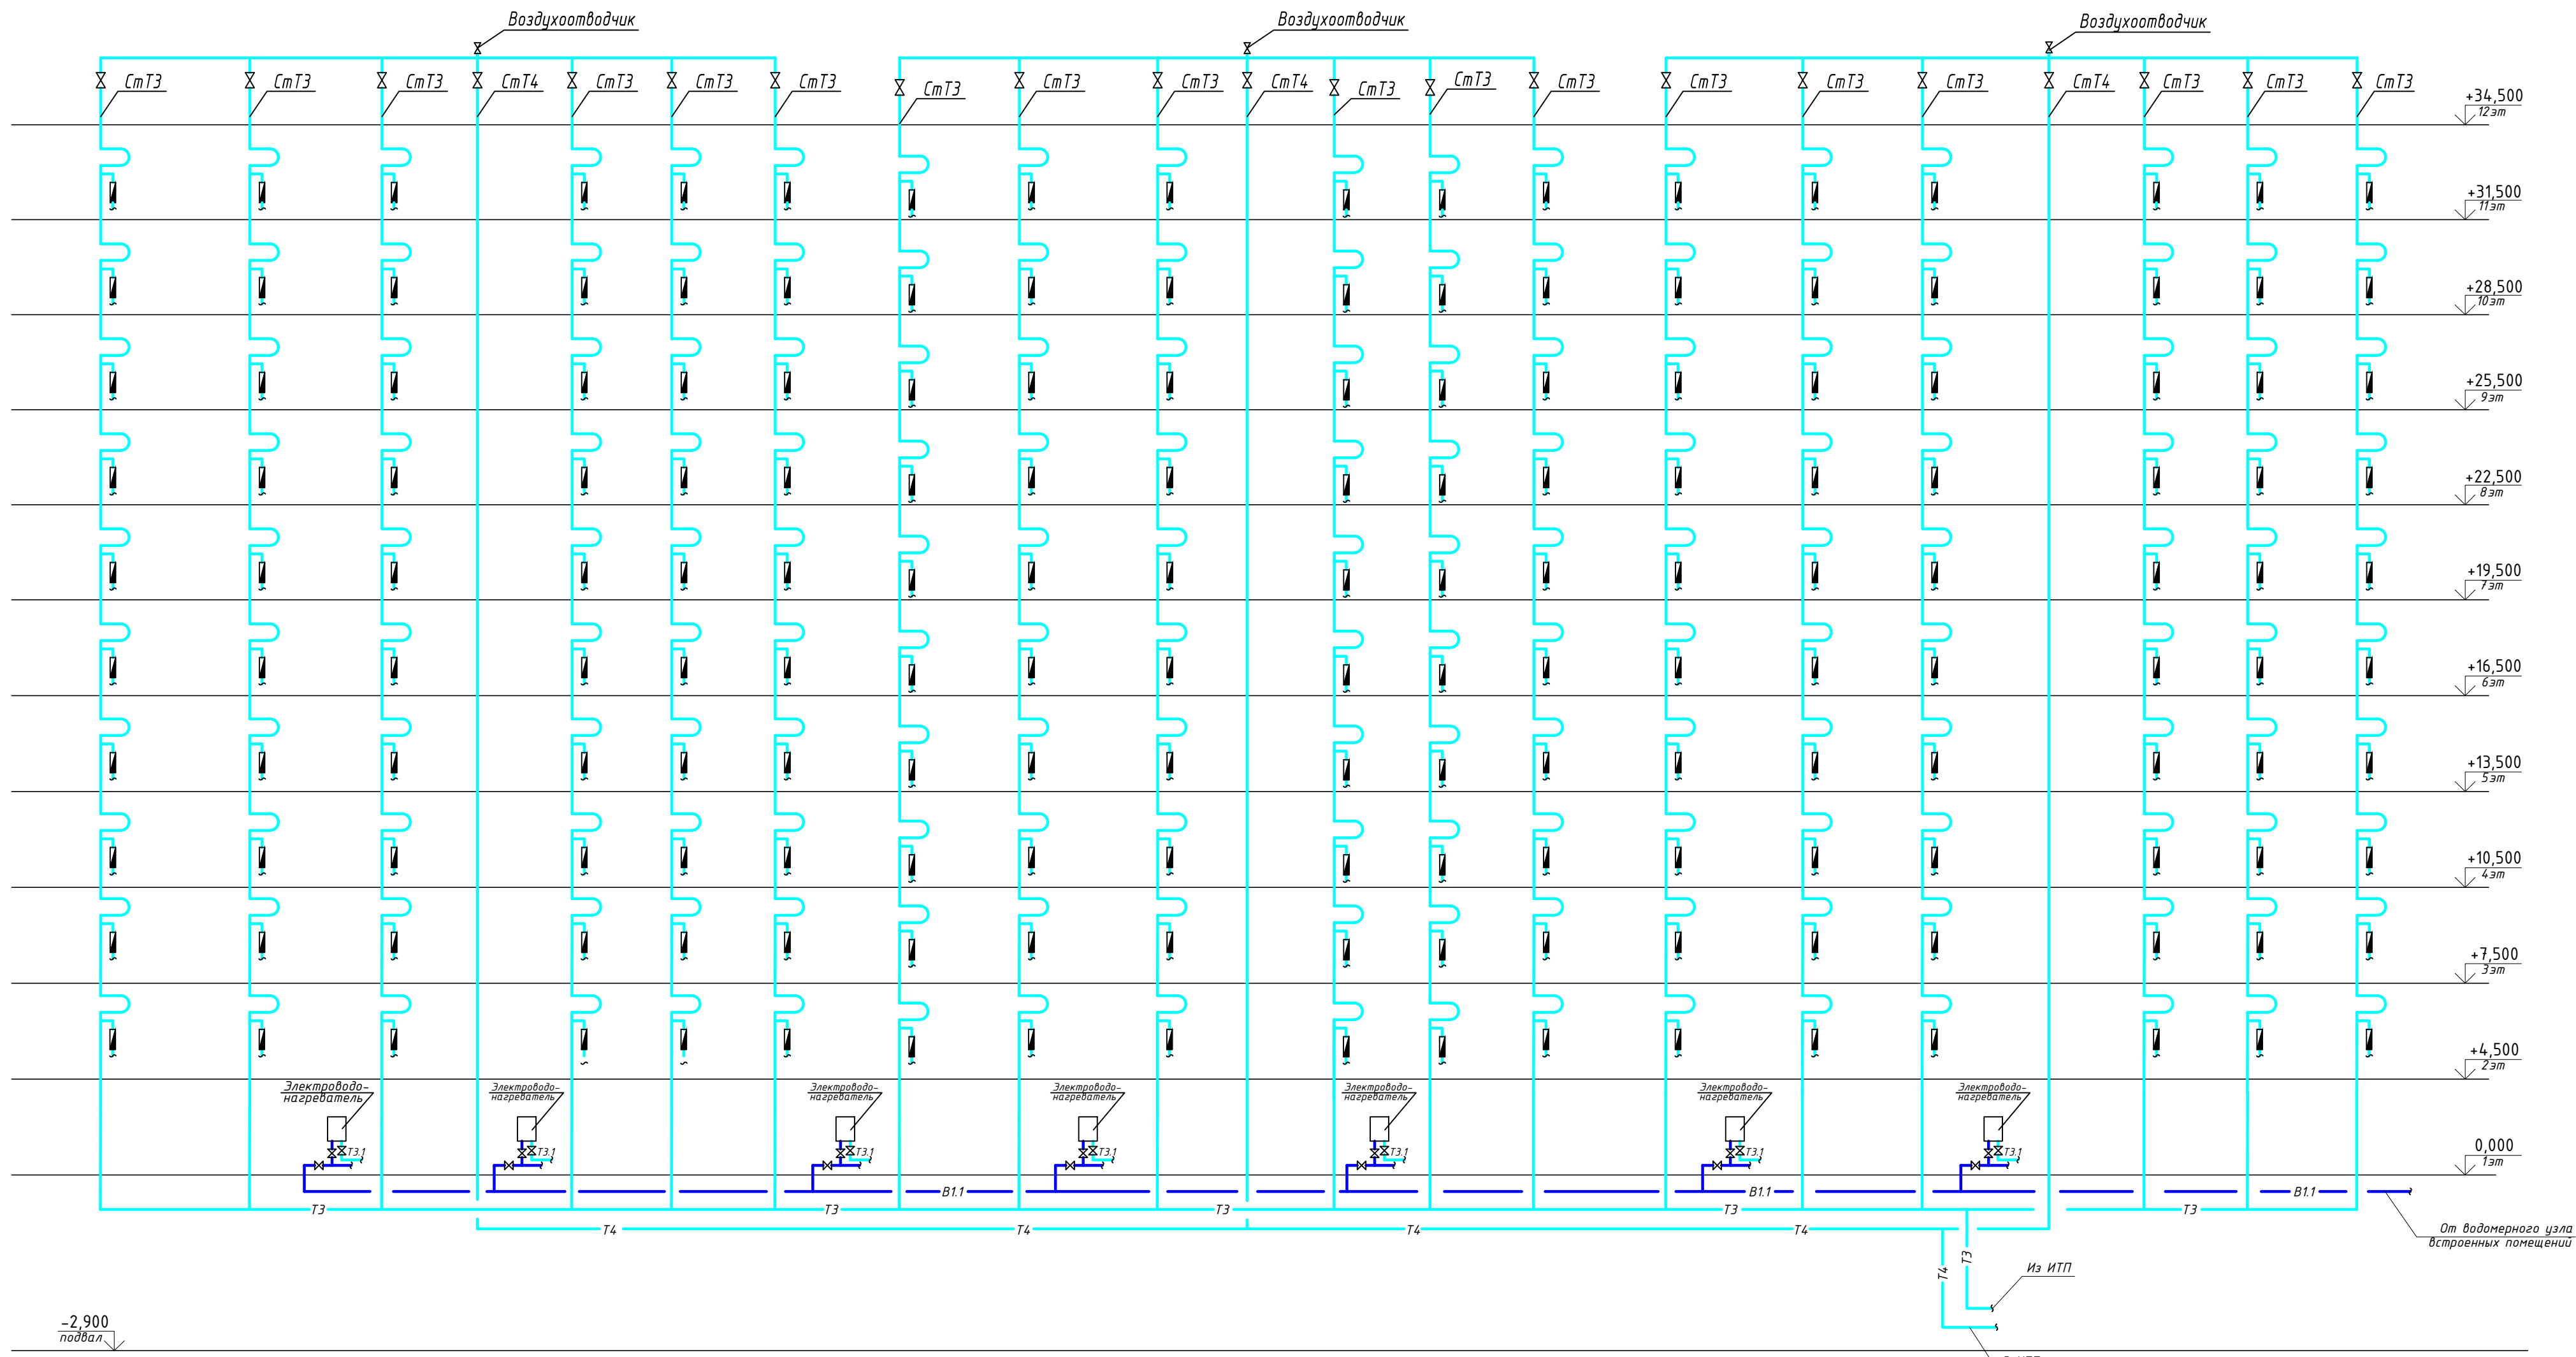 Воздухоотводчик
Воздухоотводчик
Воздухоотводчик
СтТ3
СтТ3
СтТ3
СтТ4
СтТ3
СтТ3
СтТ3
СтТ3
СтТ3
СтТ3
СтТ4
СтТ3
СтТ3
СтТ3
СтТ3
СтТ3
СтТ3
СтТ4
СтТ3
СтТ3
СтТ3
+34,500
12эт
+31,500
11эт
+28,500
10эт
+25,500
9эт
+22,500
8эт
+19,500
7эт
+16,500
6эт
+13,500
5эт
+10,500
4эт
+7,500
3эт
+4,500
2эт
Электроводо-
нагреватель
Электроводо-
нагреватель
Электроводо-
нагреватель
Электроводо-
нагреватель
Электроводо-
нагреватель
Электроводо-
нагреватель
Электроводо-
нагреватель
Т3.1
Т3.1
Т3.1
Т3.1
Т3.1
Т3.1
Т3.1
0,000
1эт
В1.1
В1.1
В1.1
Т3
Т3
Т3
Т3
Т3
Т4
Т4
Т4
Т4
От водомерного узла
встроенных помещений
Т3
Т4
Из ИТП
-2,900
подвал